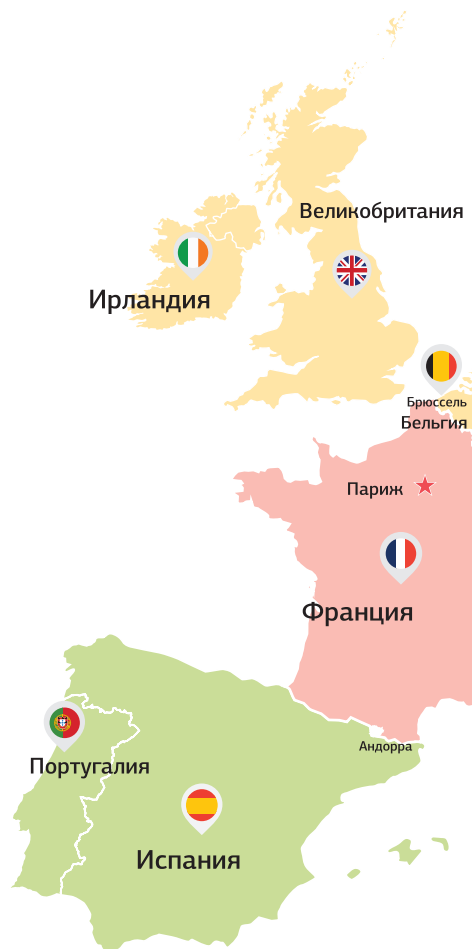 Великобритания
Ирландия
Брюссель
Бельгия
Париж
Франция
Андорра
Португалия
Испания